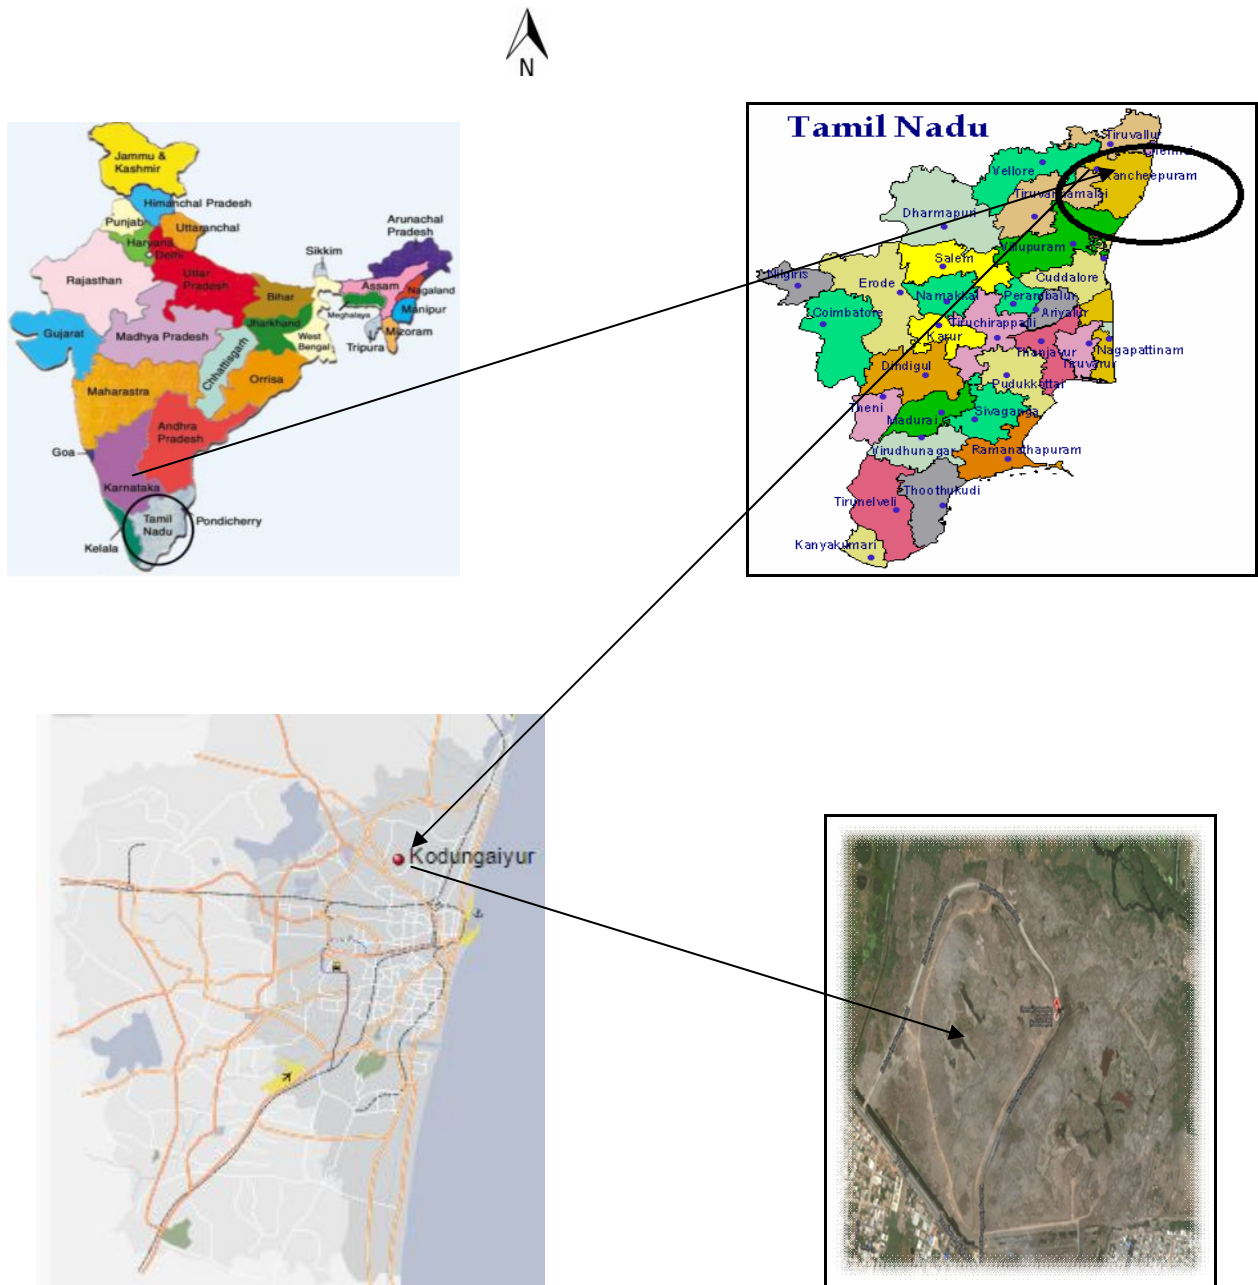 N
Jammu &
Kashmir
Himanchal Pradesh
Punjab
Uttaranchal
Haryana
Delhi
Rajasthan
Uttar
Pradesh
Bihar
Sikkim
Arunachal
Pradesh
Assam
Nagaland
Meghalaya
Manipur
Mizoram
Tripura
Gujarat
Madhya Pradesh
Jharkhand
West
Bengal
Chhattisgarh
Orrisa
Maharastra
Andhra
Pradesh
Goa
Karnataka
Tamil
Nadu
Pondicherry
Kelala
Tamil Nadu
Tiruvallur
Chennai
Vellore
Kancheepuram
Tiruvannamalai
Dharmapuri
Villupuram
Salem
Cuddalore
Nilgiris
Erode
Namakkal
Perambalur
Ariyalur
Coimbatore
Tiruchirappalli
Karur
Thanjavur
Nagapattinam
Tiruvarur
Dindigul
Pudukkottai
Theni
Madurai
Sivaganga
Virudhunagar
Ramanathapuram
Thoothukudi
Tirunelveli
Kanyakumari
Kodungaiyur